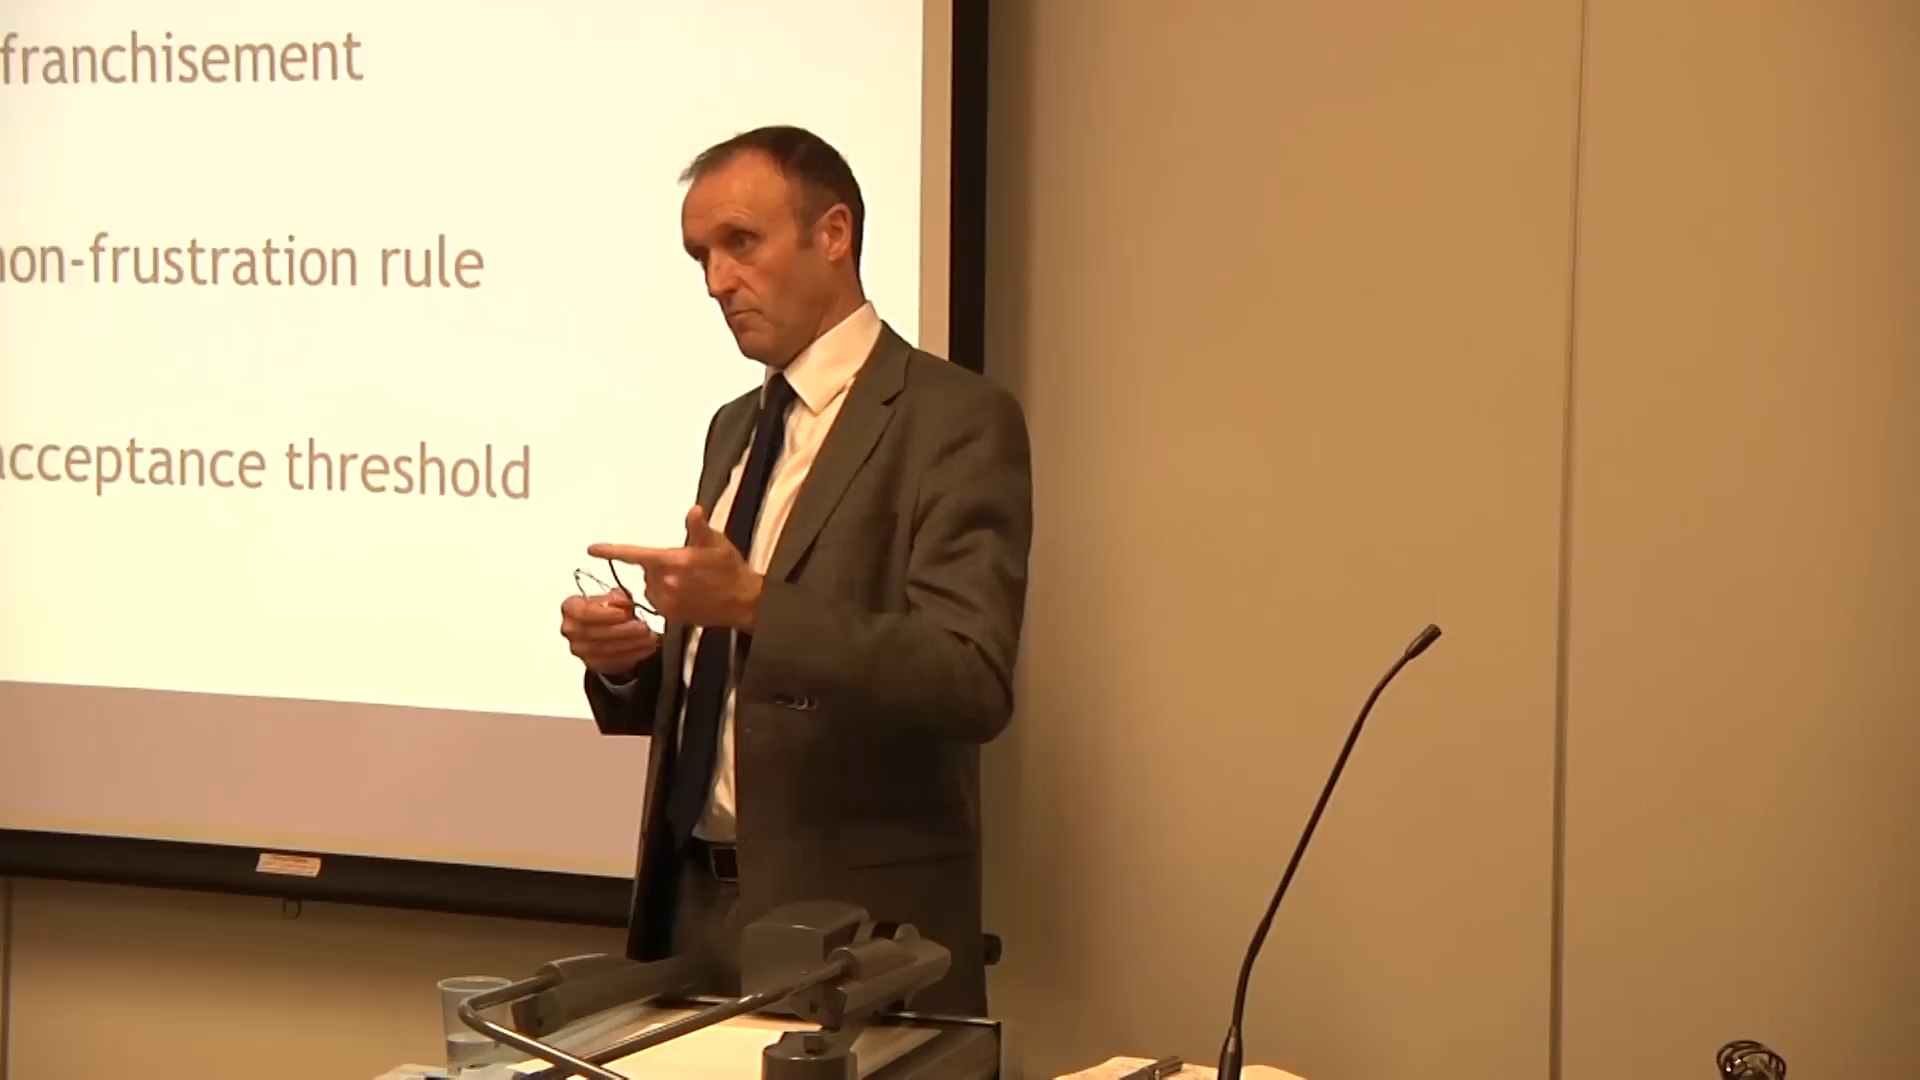 franchisement
non-frustration rule
acceptance threshold